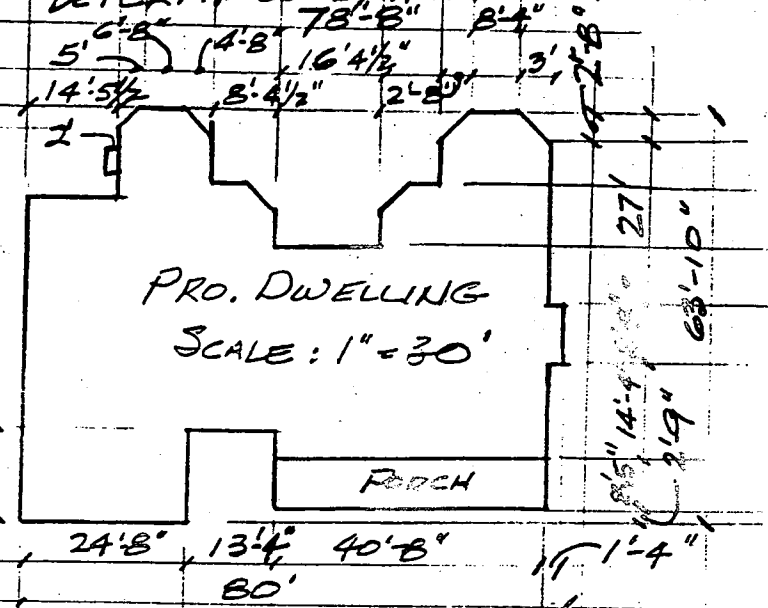 78'-8" 8'-4"
6'-8" 4'-8"
5' 16'4½" 3' 2'-8"
14'-5½ 8'-4½" 2'-8"
27'
63'-10"
PRO. DWELLING
SCALE: 1" = 30'
14'-4
8'-5" 2'9"
PORCH
24'-8" 13'-4" 40'-8" 1'-4"
80'